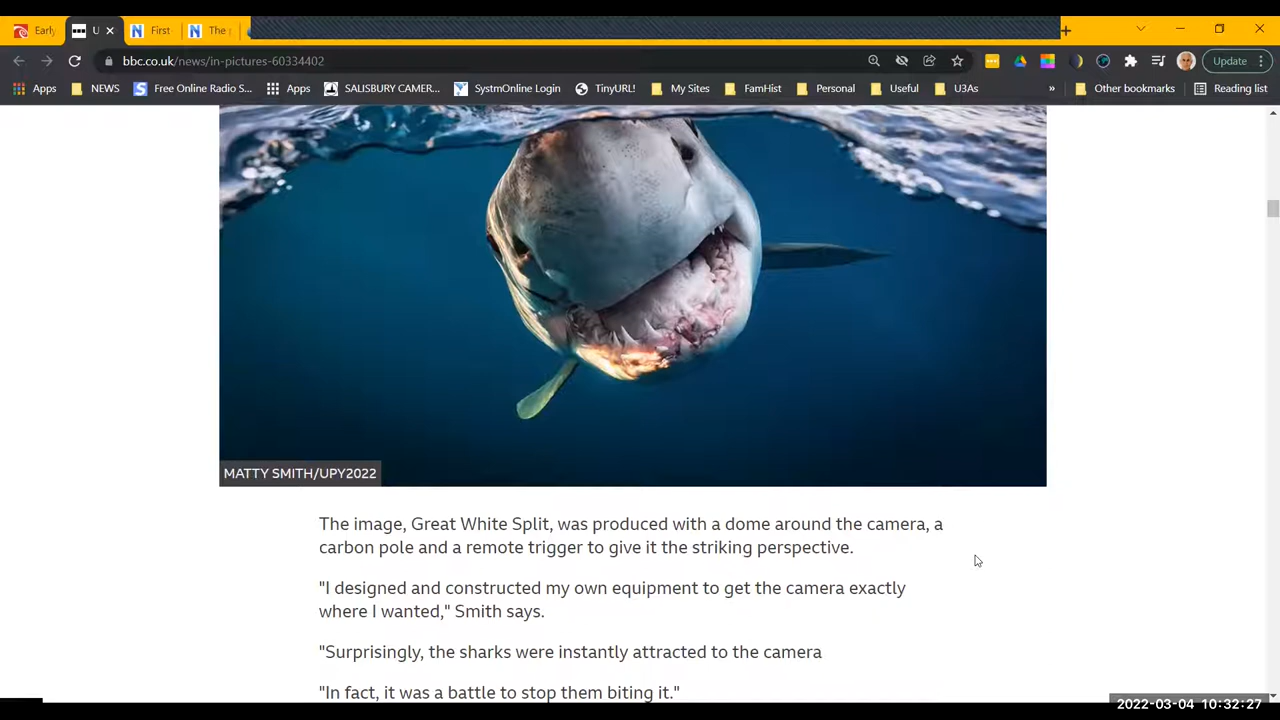 Early
U
First
The
bbc.co.uk/news/in-pictures-60334402
Update
Apps
NEWS
Free Online Radio S...
Apps
SALISBURY CAMER...
SystmOnline Login
TinyURL!
My Sites
FamHist
Personal
Useful
U3As
»
Other bookmarks
Reading list
MATTY SMITH/UPY2022
The image, Great White Split, was produced with a dome around the camera, a
carbon pole and a remote trigger to give it the striking perspective.
"I designed and constructed my own equipment to get the camera exactly
where I wanted," Smith says.
"Surprisingly, the sharks were instantly attracted to the camera
"In fact, it was a battle to stop them biting it."
2022-03-04 10:32:27